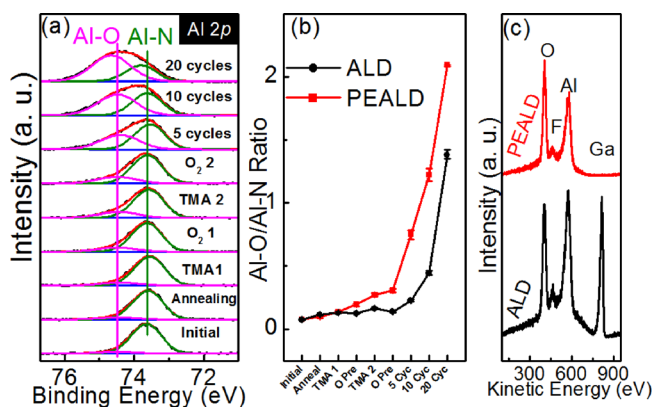 (a) Al-O Al-N Al 2p
20 cycles
10 cycles
5 cycles
O2 2
TMA 2
O2 1
TMA1
Annealing
Initial
Intensity (a. u.)
76 74 72
Binding Energy (eV)
(b)
ALD
PEALD
Al-O/Al-N Ratio
2
1
0
Initial
Anneal
TMA 1
O Pre
TMA 2
O Pre
5 Cyc
10 Cyc
20 Cyc
(c)
O
Al
F
Ga
PEALD
ALD
Intensity (a. u.)
300 600 900
Kinetic Energy (eV)